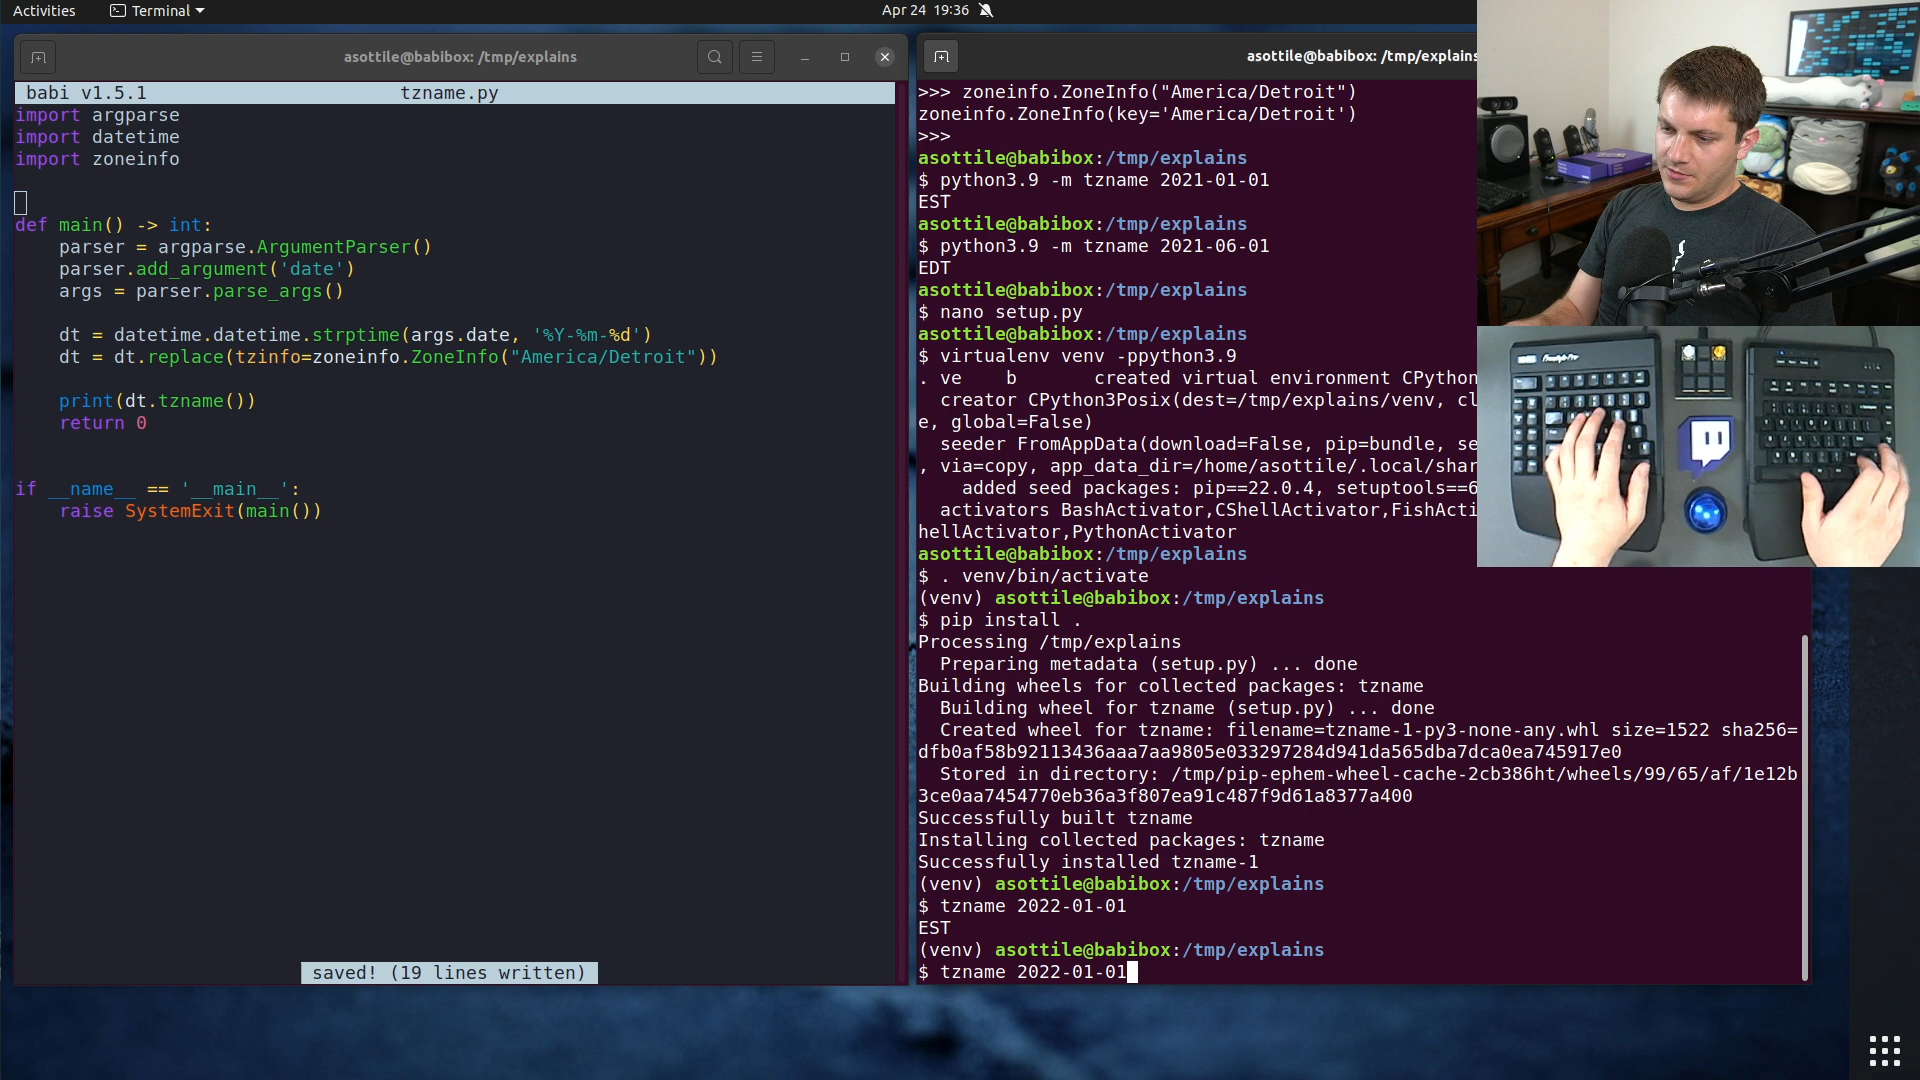 Activities
Terminal
Apr 24 19:36
asottile@babibox: /tmp/explains
babi v1.5.1 tzname.py
import argparse
import datetime
import zoneinfo
def main() -> int:
    parser = argparse.ArgumentParser()
    parser.add_argument('date')
    args = parser.parse_args()
    dt = datetime.datetime.strptime(args.date, '%Y-%m-%d')
    dt = dt.replace(tzinfo=zoneinfo.ZoneInfo("America/Detroit"))
    print(dt.tzname())
    return 0
if __name__ == '__main__':
    raise SystemExit(main())
saved! (19 lines written)
asottile@babibox: /tmp/explains
>>> zoneinfo.ZoneInfo("America/Detroit")
zoneinfo.ZoneInfo(key='America/Detroit')
>>>
asottile@babibox:/tmp/explains
$ python3.9 -m tzname 2021-01-01
EST
asottile@babibox:/tmp/explains
$ python3.9 -m tzname 2021-06-01
EDT
asottile@babibox:/tmp/explains
$ nano setup.py
asottile@babibox:/tmp/explains
$ virtualenv venv -ppython3.9
. ve    b       created virtual environment CPython
  creator CPython3Posix(dest=/tmp/explains/venv, cl
e, global=False)
  seeder FromAppData(download=False, pip=bundle, se
, via=copy, app_data_dir=/home/asottile/.local/shar
    added seed packages: pip==22.0.4, setuptools==6
  activators BashActivator,CShellActivator,FishActi
hellActivator,PythonActivator
asottile@babibox:/tmp/explains
$ . venv/bin/activate
(venv) asottile@babibox:/tmp/explains
$ pip install .
Processing /tmp/explains
  Preparing metadata (setup.py) ... done
Building wheels for collected packages: tzname
  Building wheel for tzname (setup.py) ... done
  Created wheel for tzname: filename=tzname-1-py3-none-any.whl size=1522 sha256=
dfb0af58b92113436aaa7aa9805e033297284d941da565dba7dca0ea745917e0
  Stored in directory: /tmp/pip-ephem-wheel-cache-2cb386ht/wheels/99/65/af/1e12b
3ce0aa7454770eb36a3f807ea91c487f9d61a8377a400
Successfully built tzname
Installing collected packages: tzname
Successfully installed tzname-1
(venv) asottile@babibox:/tmp/explains
$ tzname 2022-01-01
EST
(venv) asottile@babibox:/tmp/explains
$ tzname 2022-01-01
Freestyle Pro